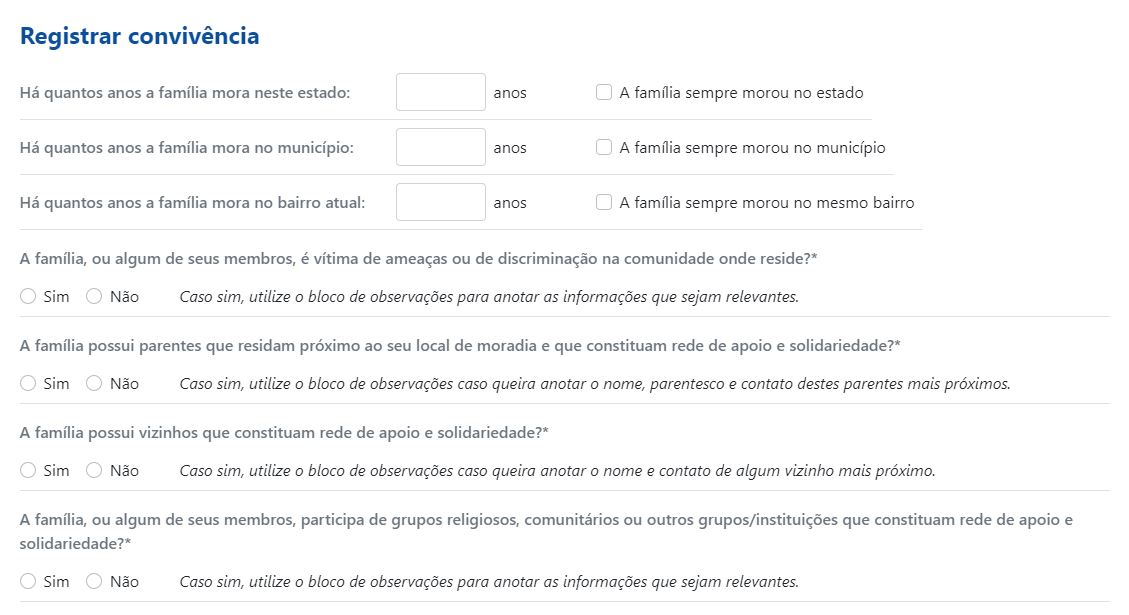 Registrar convivência
Há quantos anos a família mora neste estado: anos A família sempre morou no estado
Há quantos anos a família mora no município: anos A família sempre morou no município
Há quantos anos a família mora no bairro atual: anos A família sempre morou no mesmo bairro
A família, ou algum de seus membros, é vítima de ameaças ou de discriminação na comunidade onde reside?*
Sim Não Caso sim, utilize o bloco de observações para anotar as informações que sejam relevantes.
A família possui parentes que residam próximo ao seu local de moradia e que constituam rede de apoio e solidariedade?*
Sim Não Caso sim, utilize o bloco de observações caso queira anotar o nome, parentesco e contato destes parentes mais próximos.
A família possui vizinhos que constituam rede de apoio e solidariedade?*
Sim Não Caso sim, utilize o bloco de observações caso queira anotar o nome e contato de algum vizinho mais próximo.
A família, ou algum de seus membros, participa de grupos religiosos, comunitários ou outros grupos/instituições que constituam rede de apoio e
solidariedade?*
Sim Não Caso sim, utilize o bloco de observações para anotar as informações que sejam relevantes.